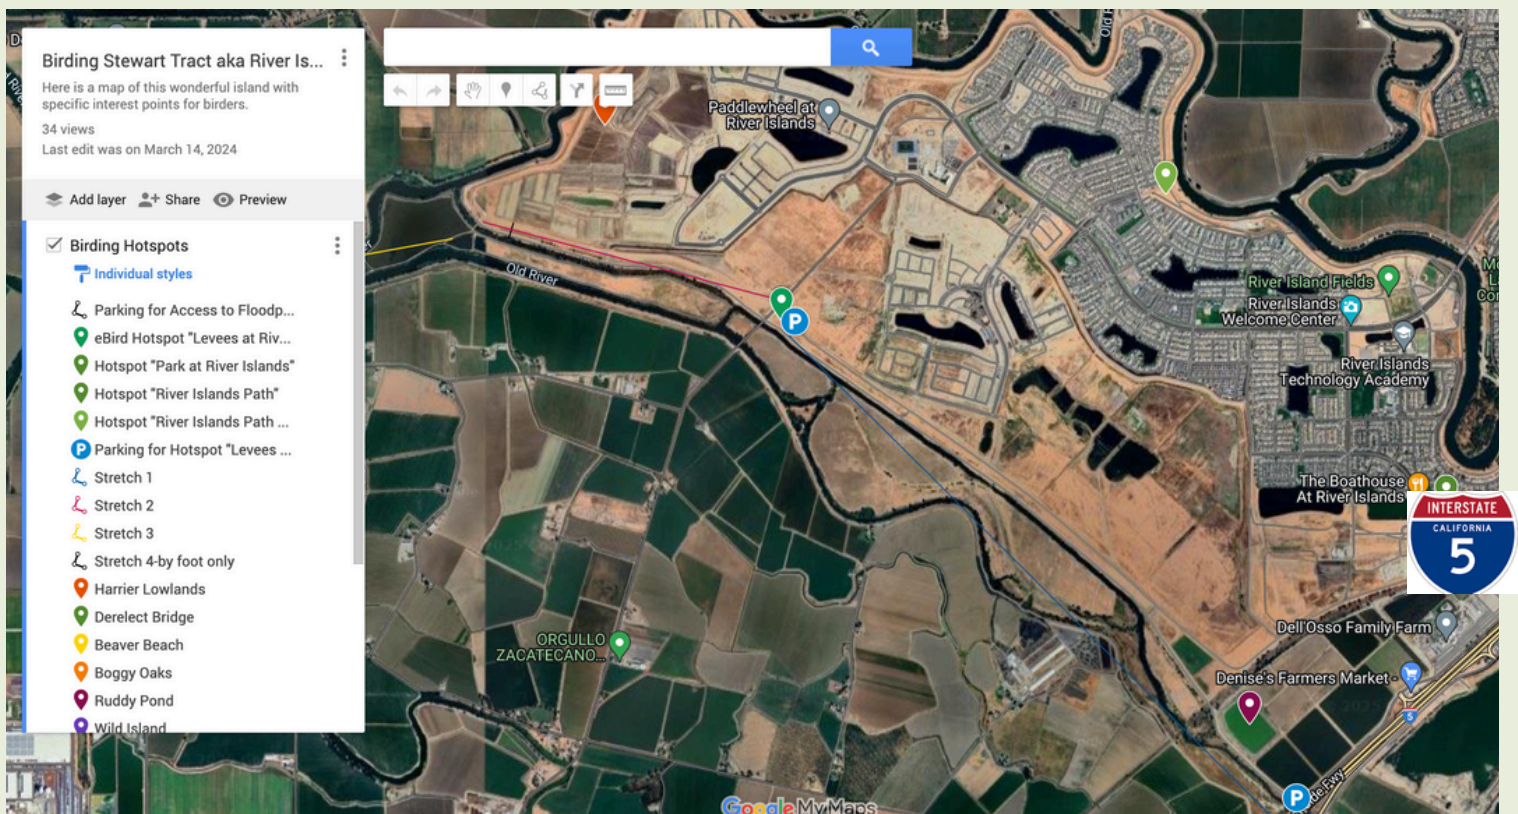 Birding Stewart Tract aka River Is...
Here is a map of this wonderful island with
specific interest points for birders.
34 views
Last edit was on March 14, 2024
Add layer
Share
Preview
Birding Hotspots
Individual styles
Parking for Access to Floodp...
eBird Hotspot "Levees at Riv...
Hotspot "Park at River Islands"
Hotspot "River Islands Path"
Hotspot "River Islands Path ...
P
Parking for Hotspot "Levees ...
Stretch 1
Stretch 2
Stretch 3
Stretch 4-by foot only
Harrier Lowlands
Derelect Bridge
Beaver Beach
Boggy Oaks
Ruddy Pond
Wild Island
Paddlewheel at
River Islands
Old River
P
River Island Fields
River Islands
Welcome Center
River Islands
Technology Academy
The Boathouse
At River Islands
INTERSTATE
CALIFORNIA
5
ORGULLO
ZACATECANO...
Dell'Osso Family Farm
Denise's Farmers Market -
5
P
Fwy
Google My Maps